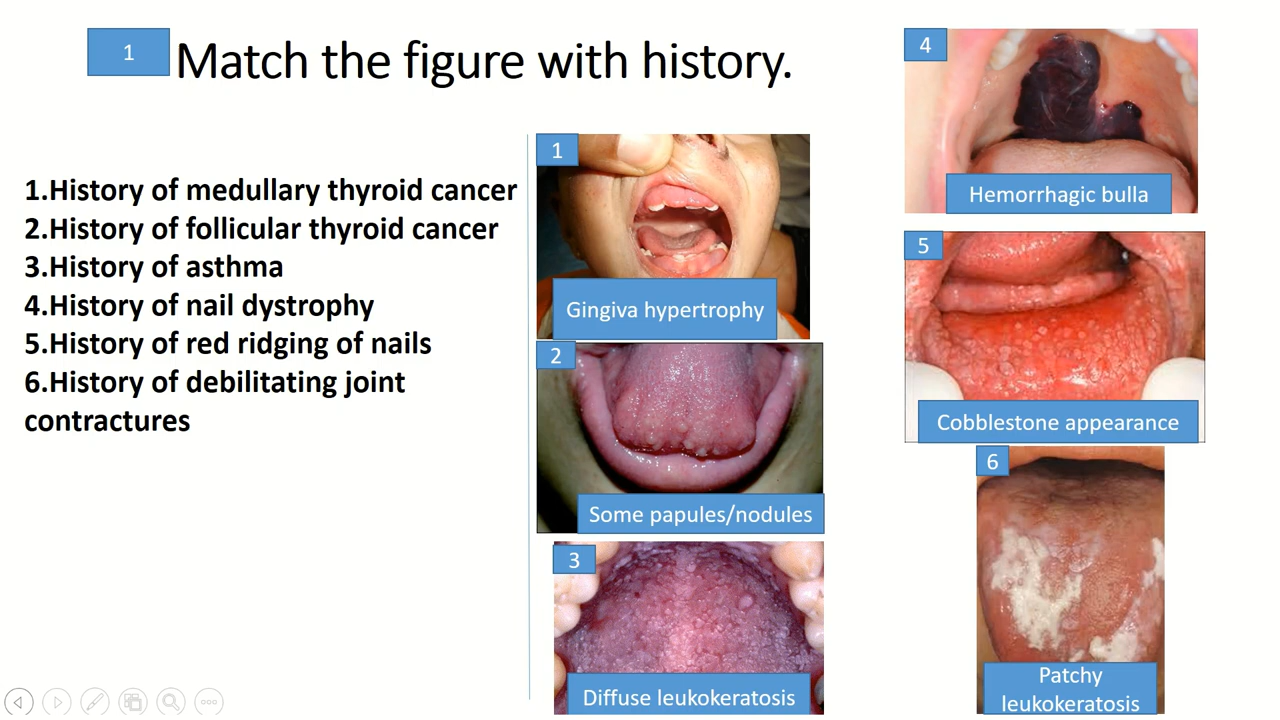 1
Match the figure with history.
1.History of medullary thyroid cancer
2.History of follicular thyroid cancer
3.History of asthma
4.History of nail dystrophy
5.History of red ridging of nails
6.History of debilitating joint
contractures
1
Gingiva hypertrophy
2
Some papules/nodules
3
Diffuse leukokeratosis
4
Hemorrhagic bulla
5
Cobblestone appearance
6
Patchy
leukokeratosis